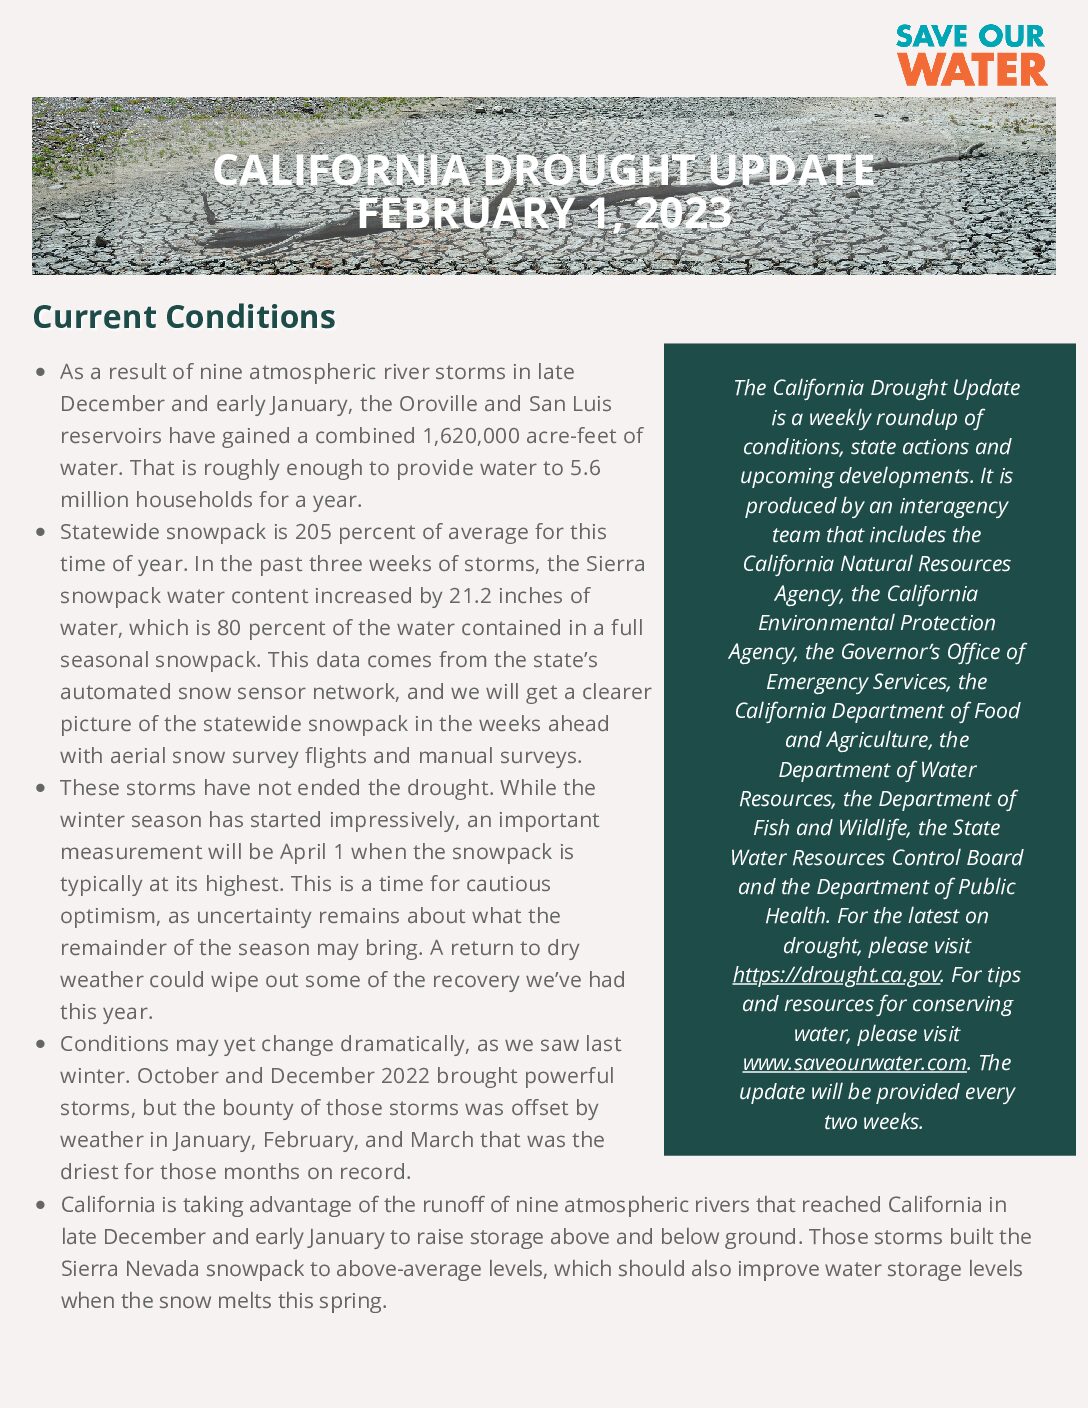 SAVE OUR
WATER
CALIFORNIA DROUGHT UPDATE
FEBRUARY 1, 2023
Current Conditions
• As a result of nine atmospheric river storms in late
December and early January, the Oroville and San Luis
reservoirs have gained a combined 1,620,000 acre-feet of
water. That is roughly enough to provide water to 5.6
million households for a year.
• Statewide snowpack is 205 percent of average for this
time of year. In the past three weeks of storms, the Sierra
snowpack water content increased by 21.2 inches of
water, which is 80 percent of the water contained in a full
seasonal snowpack. This data comes from the state’s
automated snow sensor network, and we will get a clearer
picture of the statewide snowpack in the weeks ahead
with aerial snow survey flights and manual surveys.
• These storms have not ended the drought. While the
winter season has started impressively, an important
measurement will be April 1 when the snowpack is
typically at its highest. This is a time for cautious
optimism, as uncertainty remains about what the
remainder of the season may bring. A return to dry
weather could wipe out some of the recovery we’ve had
this year.
• Conditions may yet change dramatically, as we saw last
winter. October and December 2022 brought powerful
storms, but the bounty of those storms was offset by
weather in January, February, and March that was the
driest for those months on record.
• California is taking advantage of the runoff of nine atmospheric rivers that reached California in
late December and early January to raise storage above and below ground. Those storms built the
Sierra Nevada snowpack to above-average levels, which should also improve water storage levels
when the snow melts this spring.
The California Drought Update
is a weekly roundup of
conditions, state actions and
upcoming developments. It is
produced by an interagency
team that includes the
California Natural Resources
Agency, the California
Environmental Protection
Agency, the Governor’s Office of
Emergency Services, the
California Department of Food
and Agriculture, the
Department of Water
Resources, the Department of
Fish and Wildlife, the State
Water Resources Control Board
and the Department of Public
Health. For the latest on
drought, please visit
https://drought.ca.gov. For tips
and resources for conserving
water, please visit
www.saveourwater.com. The
update will be provided every
two weeks.